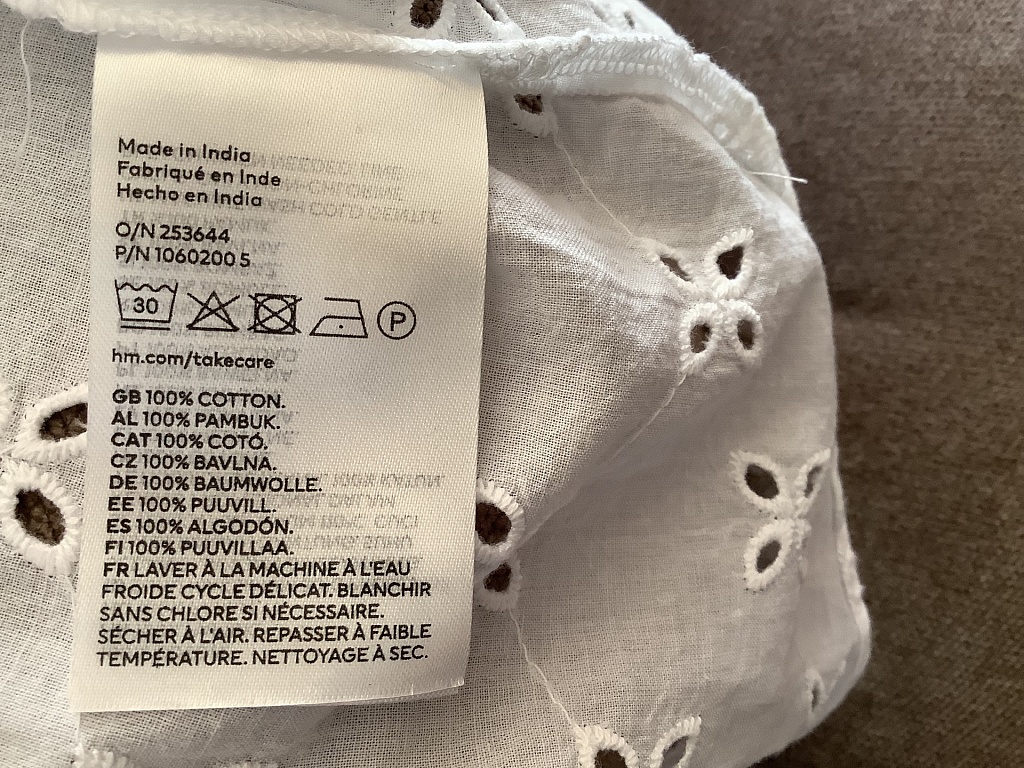 Made in India
Fabriqué en Inde
Hecho en India
O/N 253644
P/N 1060200 5
30 P
hm.com/takecare
GB 100% COTTON.
AL 100% PAMBUK.
CAT 100% COTÓ.
CZ 100% BAVLNA.
DE 100% BAUMWOLLE.
EE 100% PUUVILL.
ES 100% ALGODÓN.
FI 100% PUUVILLAA.
FR LAVER À LA MACHINE À L'EAU
FROIDE CYCLE DÉLICAT. BLANCHIR
SANS CHLORE SI NÉCESSAIRE.
SÉCHER À L'AIR. REPASSER À FAIBLE
TEMPÉRATURE. NETTOYAGE À SEC.